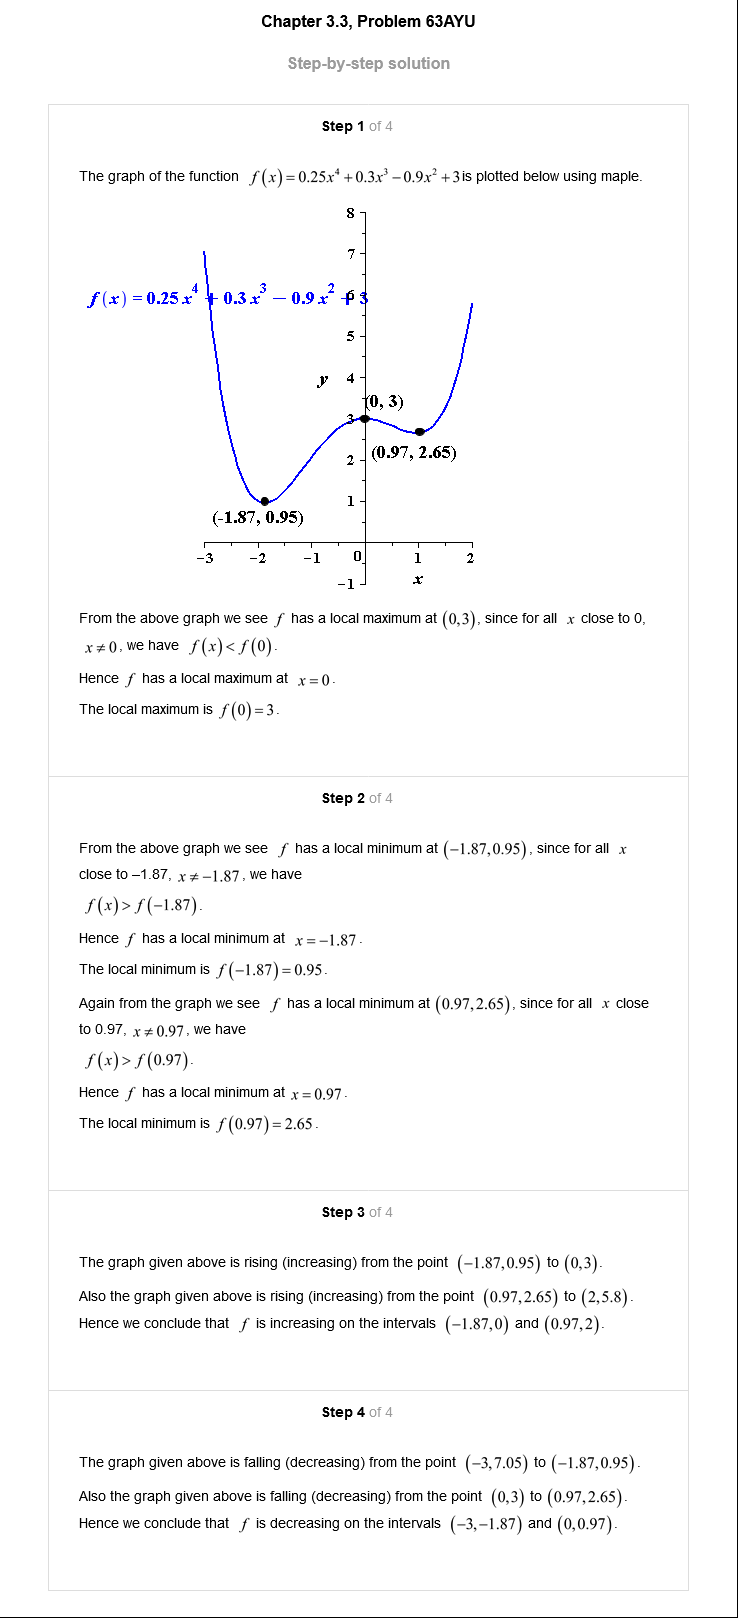 Chapter 3.3, Problem 63AYU
Step-by-step solution
Step 1 of 4
The graph of the function f(x)=0.25x⁴+0.3x³−0.9x²+3 is plotted below using maple.
8
7
f(x) = 0.25 x⁴ + 0.3 x³ − 0.9 x² + 3
6
5
y 4
(0, 3)
3
2 (0.97, 2.65)
1
(-1.87, 0.95)
−3 −2 −1 0 1 2
−1 x
From the above graph we see f has a local maximum at (0,3), since for all x close to 0,
x≠0, we have f(x)<f(0).
Hence f has a local maximum at x=0.
The local maximum is f(0)=3.
Step 2 of 4
From the above graph we see f has a local minimum at (−1.87,0.95), since for all x
close to –1.87, x≠−1.87, we have
f(x)>f(−1.87).
Hence f has a local minimum at x=−1.87.
The local minimum is f(−1.87)=0.95.
Again from the graph we see f has a local minimum at (0.97,2.65), since for all x close
to 0.97, x≠0.97, we have
f(x)>f(0.97).
Hence f has a local minimum at x=0.97.
The local minimum is f(0.97)=2.65.
Step 3 of 4
The graph given above is rising (increasing) from the point (−1.87,0.95) to (0,3).
Also the graph given above is rising (increasing) from the point (0.97,2.65) to (2,5.8).
Hence we conclude that f is increasing on the intervals (−1.87,0) and (0.97,2).
Step 4 of 4
The graph given above is falling (decreasing) from the point (−3,7.05) to (−1.87,0.95).
Also the graph given above is falling (decreasing) from the point (0,3) to (0.97,2.65).
Hence we conclude that f is decreasing on the intervals (−3,−1.87) and (0,0.97).